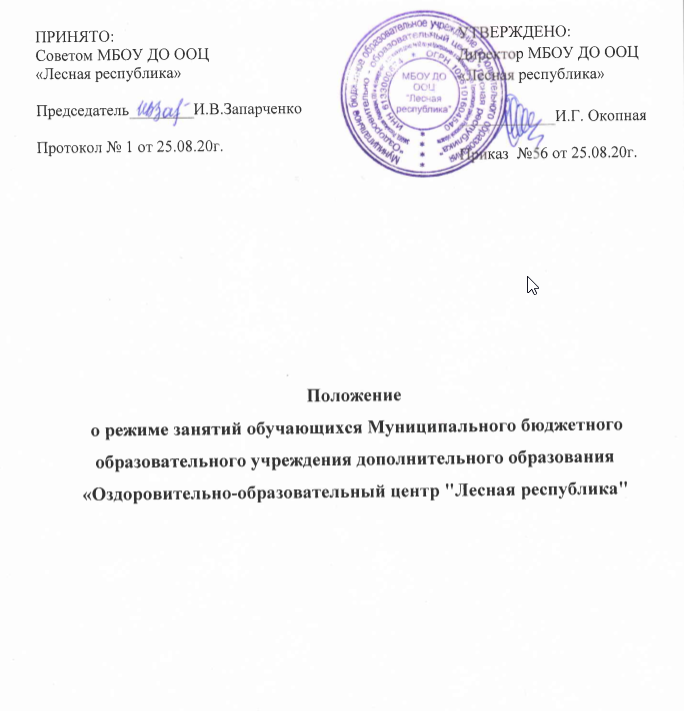 ПРИНЯТО:
Советом МБОУ ДО ООЦ
«Лесная республика»
Председатель________И.В.Запарченко
Протокол № 1 от 25.08.20г.
УТВЕРЖДЕНО:
Директор МБОУ ДО ООЦ
«Лесная республика»
И.Г. Окопная
Приказ №56 от 25.08.20г.
МБОУ ДО
ООЦ
"Лесная
республика"
Положение
о режиме занятий обучающихся Муниципального бюджетного
образовательного учреждения дополнительного образования
«Оздоровительно-образовательный центр "Лесная республика"